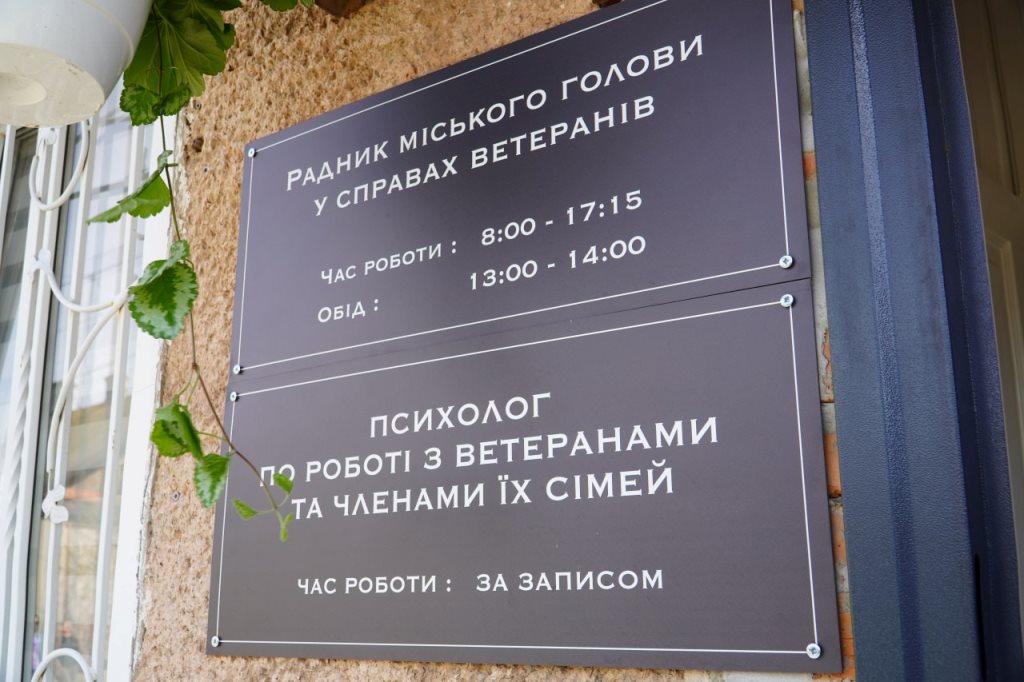 РАДНИК МІСЬКОГО ГОЛОВИ
У СПРАВАХ ВЕТЕРАНІВ
ЧАС РОБОТИ : 8:00 - 17:15
ОБІД : 13:00 - 14:00
ПСИХОЛОГ
ПО РОБОТІ З ВЕТЕРАНАМИ
ТА ЧЛЕНАМИ ЇХ СІМЕЙ
ЧАС РОБОТИ : ЗА ЗАПИСОМ